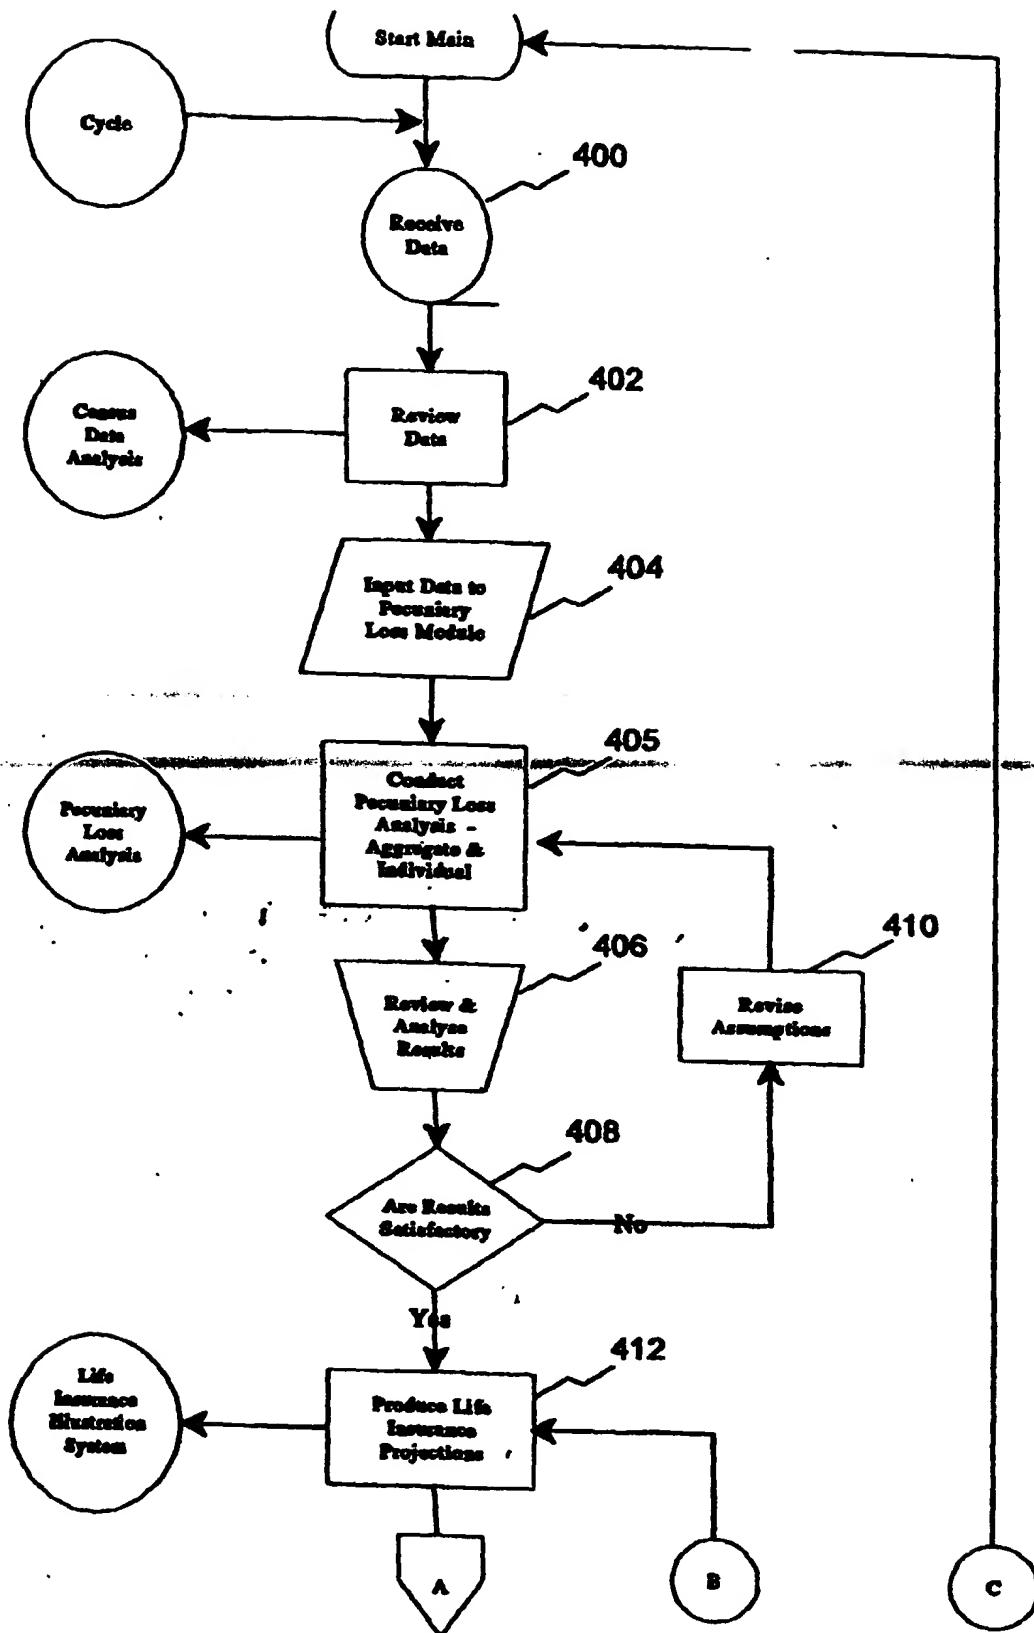 Start Main
Cycle
400
Receive
Data
402
Review
Data
Census
Data
Analysis
404
Input Data to
Pecuniary
Loss Module
405
Conduct
Pecuniary Loss
Analysis -
Aggregate &
Individual
Pecuniary
Loss
Analysis
406
Review &
Analyze
Results
410
Revise
Assumptions
408
Are Results
Satisfactory
No
Yes
412
Produce Life
Insurance
Projections
Life
Insurance
Illustration
System
A
B
C